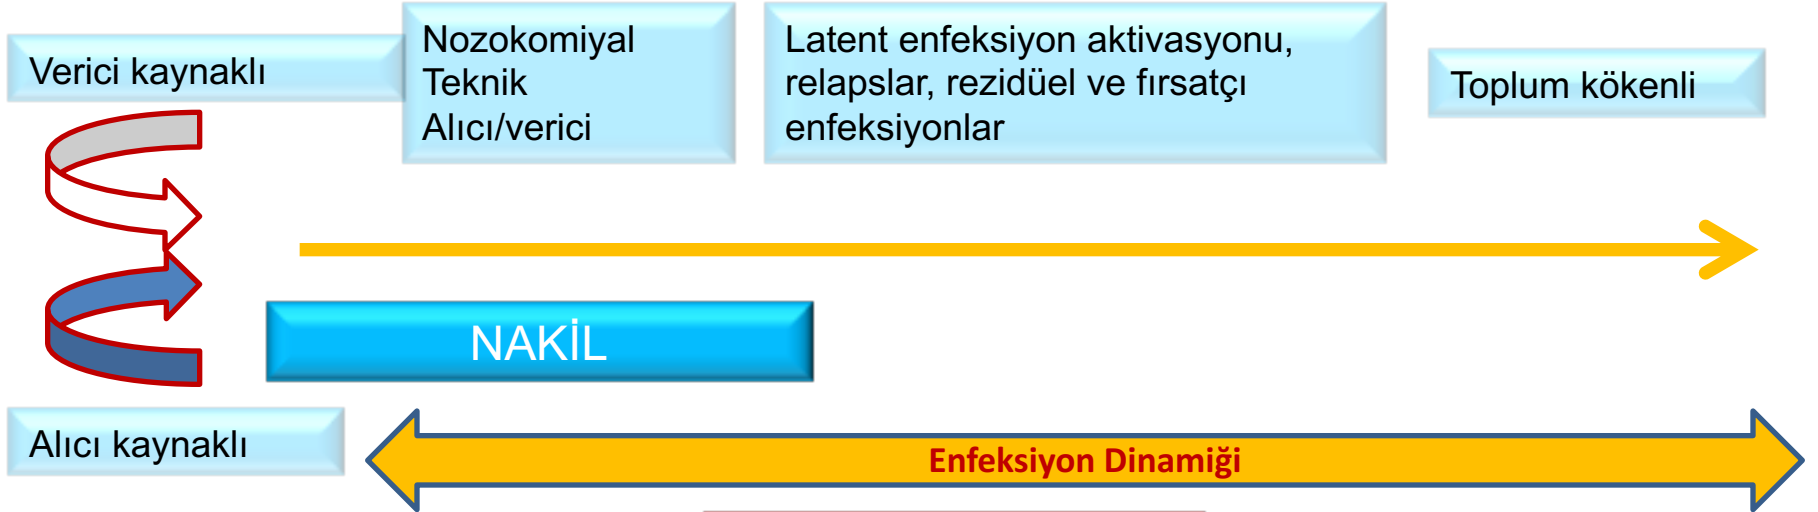 Verici kaynaklı
Nozokomiyal
Teknik
Alıcı/verici
Latent enfeksiyon aktivasyonu,
relapslar, rezidüel ve fırsatçı
enfeksiyonlar
Toplum kökenli
NAKİL
Alıcı kaynaklı
Enfeksiyon Dinamiği